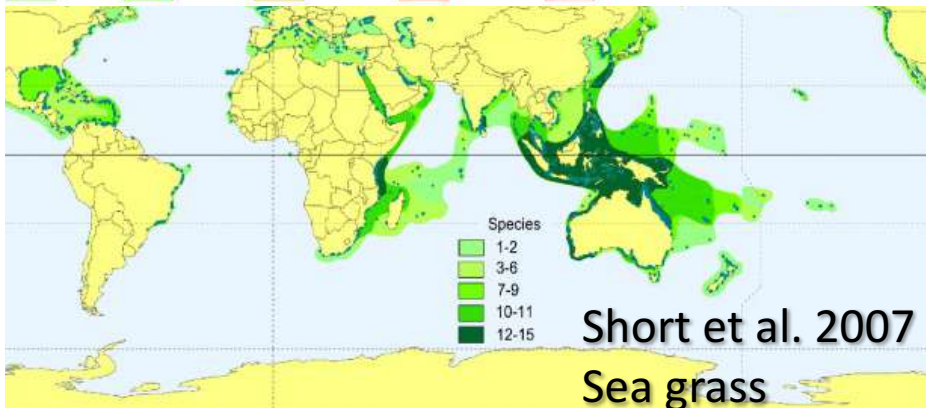 Species
1-2
3-6
7-9
10-11
12-15
Short et al. 2007
Sea grass